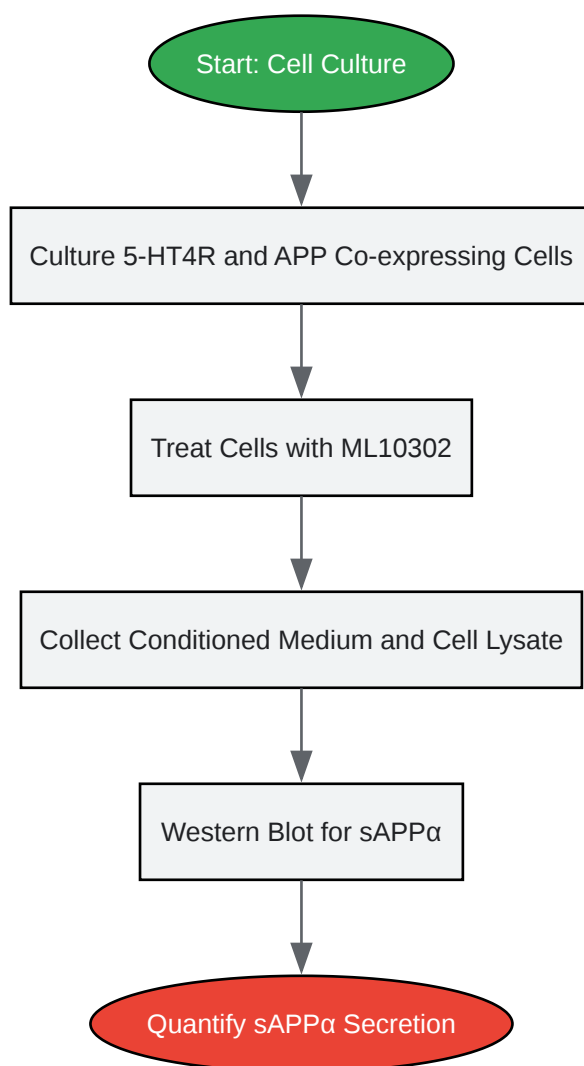 Start: Cell Culture
Culture 5-HT4R and APP Co-expressing Cells
Treat Cells with ML10302
Collect Conditioned Medium and Cell Lysate
Western Blot for sAPPα
Quantify sAPPα Secretion